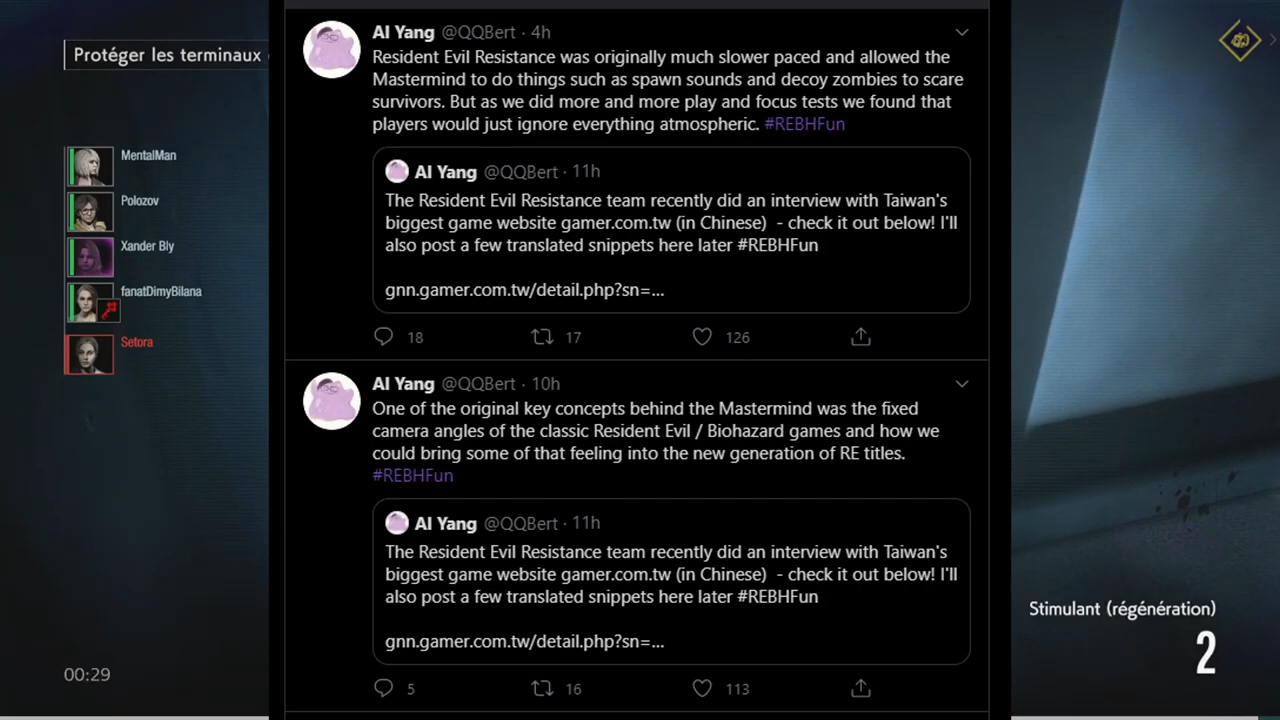 Protéger les terminaux
MentalMan
Polozov
Xander Bly
fanatDimyBilana
Setora
00:29
AI Yang @QQBert · 4h
Resident Evil Resistance was originally much slower paced and allowed the
Mastermind to do things such as spawn sounds and decoy zombies to scare
survivors. But as we did more and more play and focus tests we found that
players would just ignore everything atmospheric. #REBHFun
AI Yang @QQBert · 11h
The Resident Evil Resistance team recently did an interview with Taiwan's
biggest game website gamer.com.tw (in Chinese) - check it out below! I'll
also post a few translated snippets here later #REBHFun
gnn.gamer.com.tw/detail.php?sn=...
18 17 126
AI Yang @QQBert · 10h
One of the original key concepts behind the Mastermind was the fixed
camera angles of the classic Resident Evil / Biohazard games and how we
could bring some of that feeling into the new generation of RE titles.
#REBHFun
AI Yang @QQBert · 11h
The Resident Evil Resistance team recently did an interview with Taiwan's
biggest game website gamer.com.tw (in Chinese) - check it out below! I'll
also post a few translated snippets here later #REBHFun
gnn.gamer.com.tw/detail.php?sn=...
5 16 113
Stimulant (régénération)
2